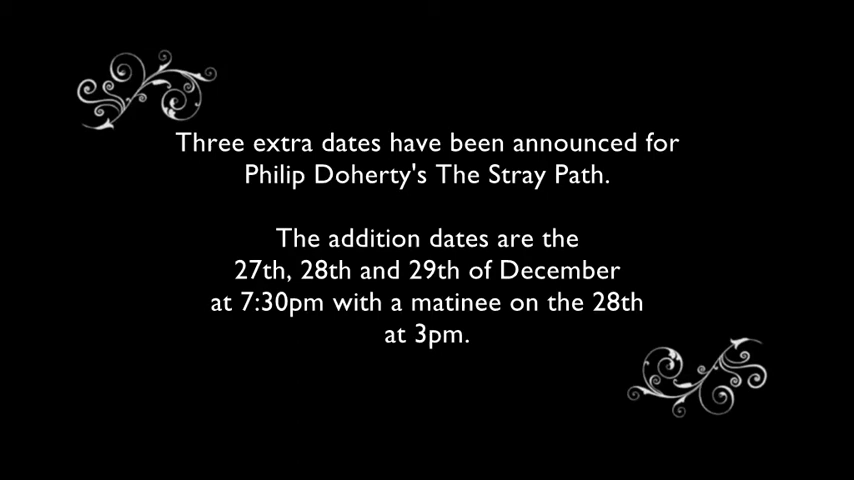 Three extra dates have been announced for
Philip Doherty's The Stray Path.
The addition dates are the
27th, 28th and 29th of December
at 7:30pm with a matinee on the 28th
at 3pm.